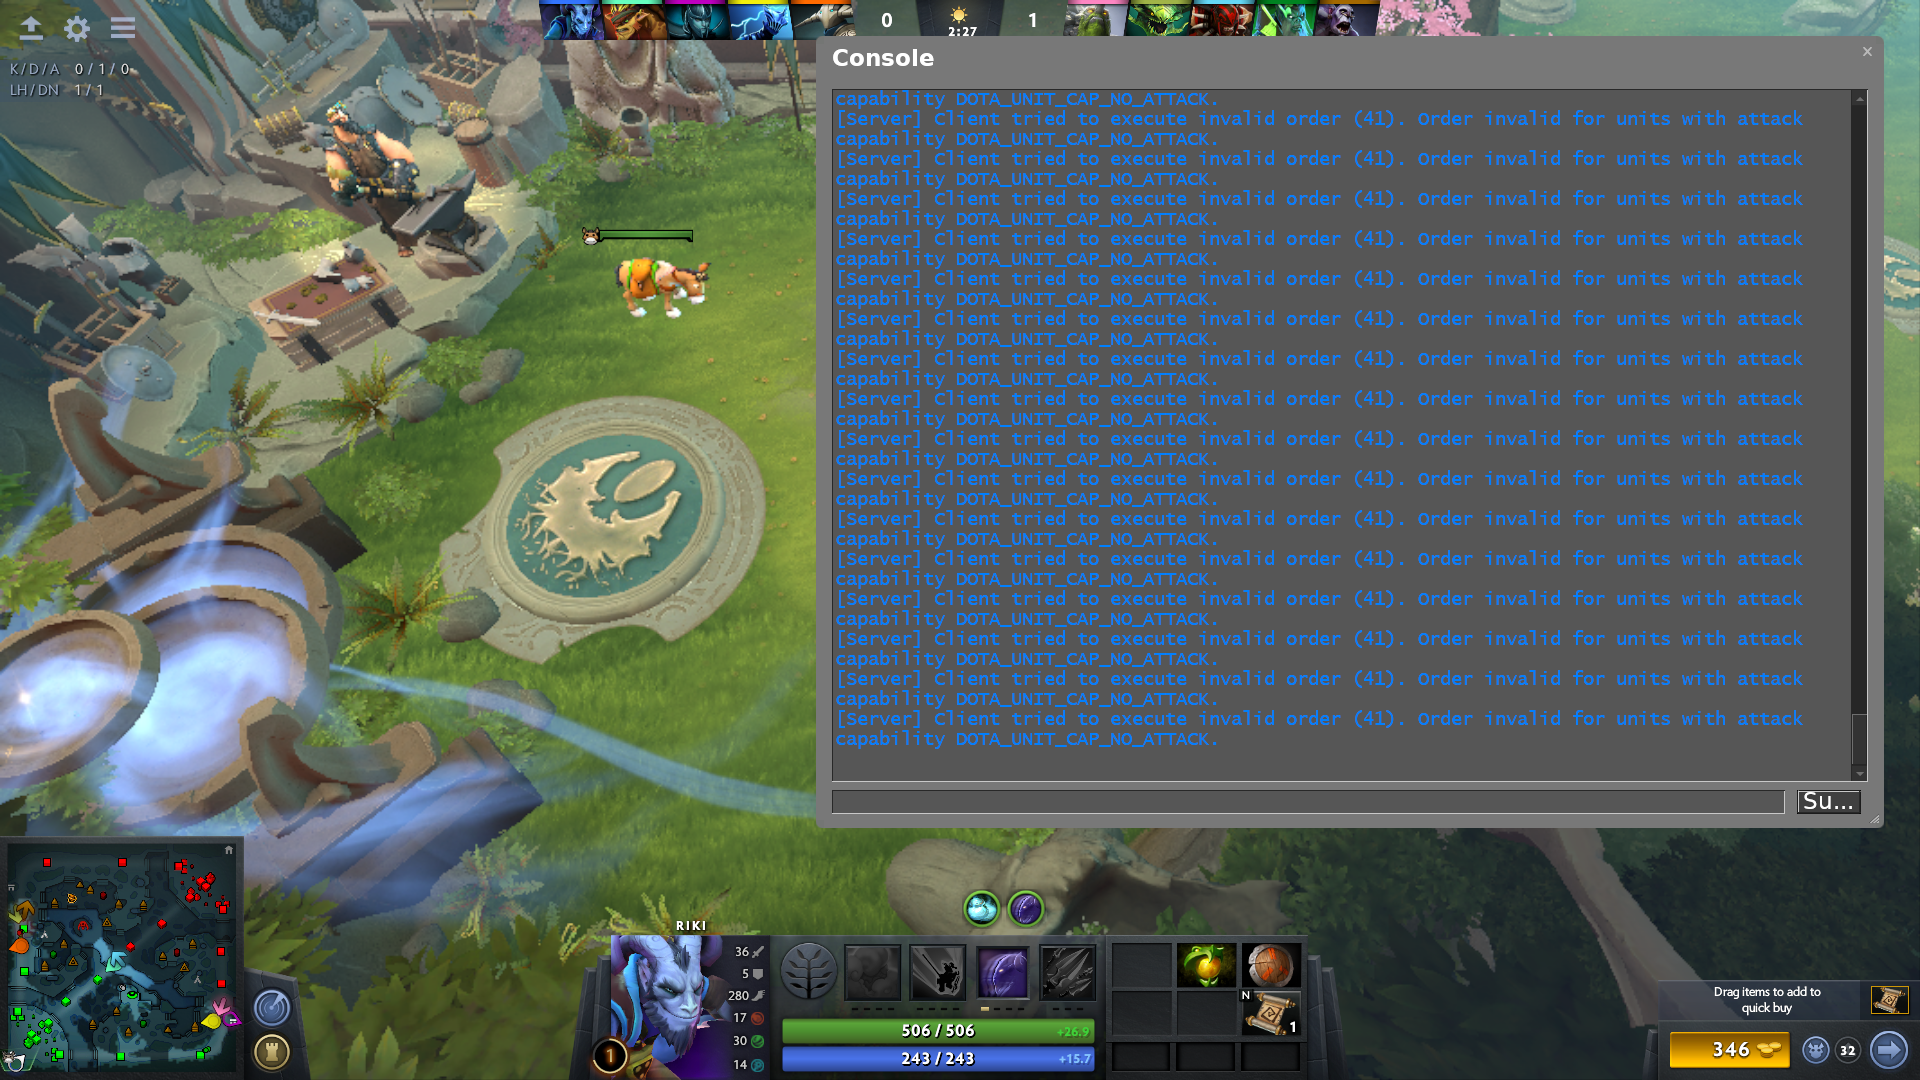 0
2:27
1
K/D/A 0/1/0
LH/DN 1/1
Console
capability DOTA_UNIT_CAP_NO_ATTACK.
[Server] Client tried to execute invalid order (41). Order invalid for units with attack
capability DOTA_UNIT_CAP_NO_ATTACK.
[Server] Client tried to execute invalid order (41). Order invalid for units with attack
capability DOTA_UNIT_CAP_NO_ATTACK.
[Server] Client tried to execute invalid order (41). Order invalid for units with attack
capability DOTA_UNIT_CAP_NO_ATTACK.
[Server] Client tried to execute invalid order (41). Order invalid for units with attack
capability DOTA_UNIT_CAP_NO_ATTACK.
[Server] Client tried to execute invalid order (41). Order invalid for units with attack
capability DOTA_UNIT_CAP_NO_ATTACK.
[Server] Client tried to execute invalid order (41). Order invalid for units with attack
capability DOTA_UNIT_CAP_NO_ATTACK.
[Server] Client tried to execute invalid order (41). Order invalid for units with attack
capability DOTA_UNIT_CAP_NO_ATTACK.
[Server] Client tried to execute invalid order (41). Order invalid for units with attack
capability DOTA_UNIT_CAP_NO_ATTACK.
[Server] Client tried to execute invalid order (41). Order invalid for units with attack
capability DOTA_UNIT_CAP_NO_ATTACK.
[Server] Client tried to execute invalid order (41). Order invalid for units with attack
capability DOTA_UNIT_CAP_NO_ATTACK.
[Server] Client tried to execute invalid order (41). Order invalid for units with attack
capability DOTA_UNIT_CAP_NO_ATTACK.
[Server] Client tried to execute invalid order (41). Order invalid for units with attack
capability DOTA_UNIT_CAP_NO_ATTACK.
[Server] Client tried to execute invalid order (41). Order invalid for units with attack
capability DOTA_UNIT_CAP_NO_ATTACK.
[Server] Client tried to execute invalid order (41). Order invalid for units with attack
capability DOTA_UNIT_CAP_NO_ATTACK.
[Server] Client tried to execute invalid order (41). Order invalid for units with attack
capability DOTA_UNIT_CAP_NO_ATTACK.
[Server] Client tried to execute invalid order (41). Order invalid for units with attack
capability DOTA_UNIT_CAP_NO_ATTACK.
Su...
RIKI
36
5
280
17
30
14
1
506 / 506
+26.9
243 / 243
+15.7
N
1
Drag items to add to
quick buy
346
32